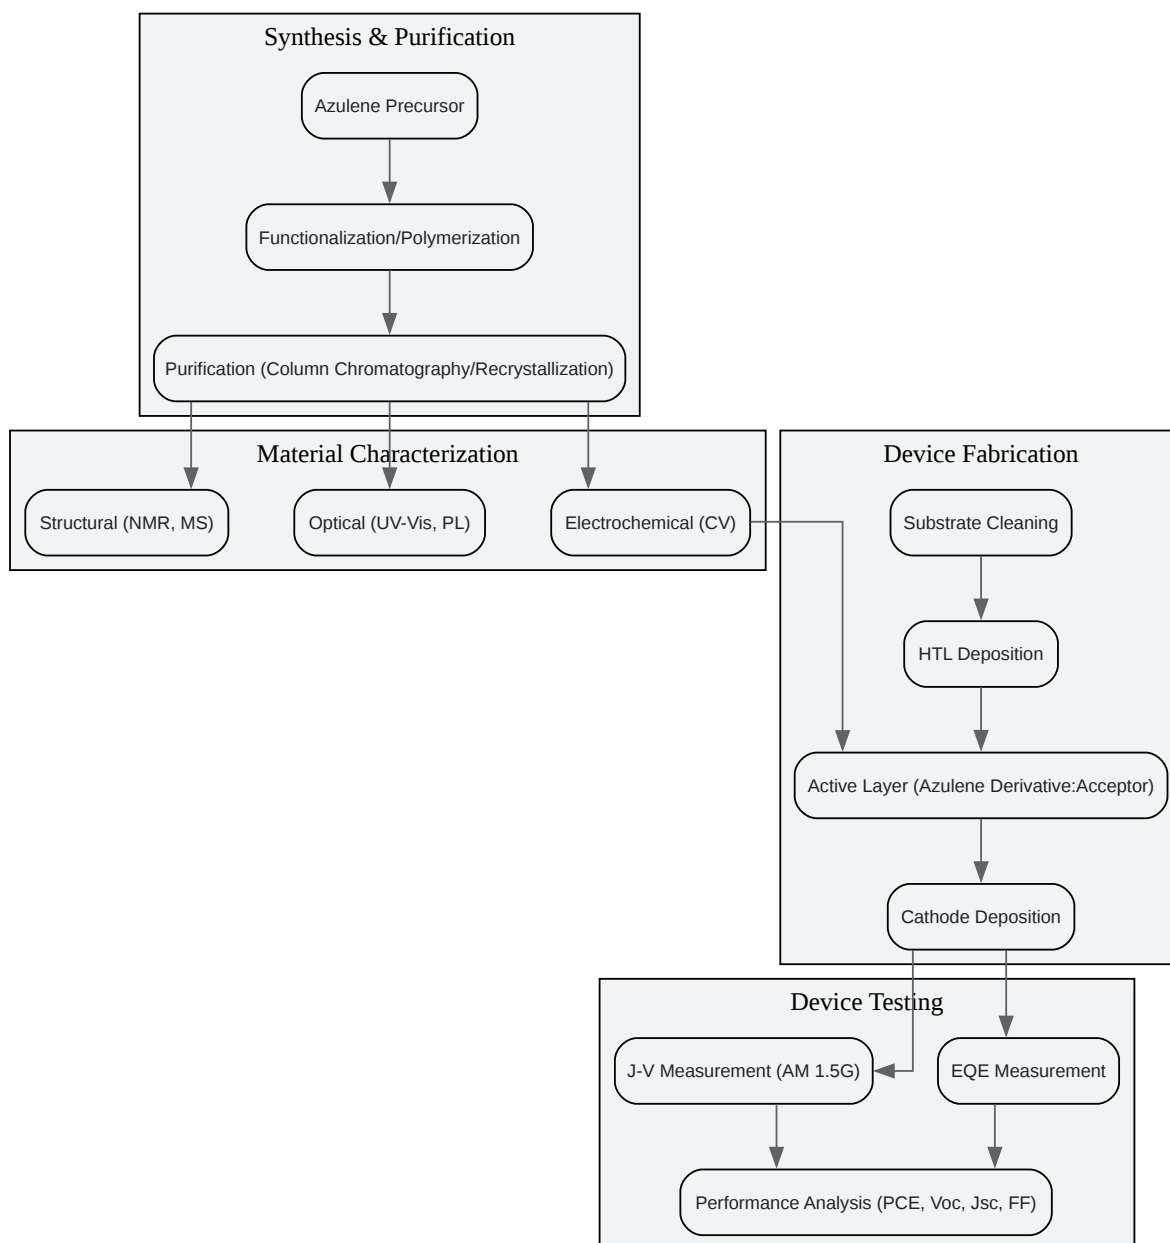 Synthesis & Purification
Azulene Precursor
Functionalization/Polymerization
Purification (Column Chromatography/Recrystallization)
Material Characterization
Structural (NMR, MS)
Optical (UV-Vis, PL)
Electrochemical (CV)
Device Fabrication
Substrate Cleaning
HTL Deposition
Active Layer (Azulene Derivative:Acceptor)
Cathode Deposition
Device Testing
J-V Measurement (AM 1.5G)
EQE Measurement
Performance Analysis (PCE, Voc, Jsc, FF)